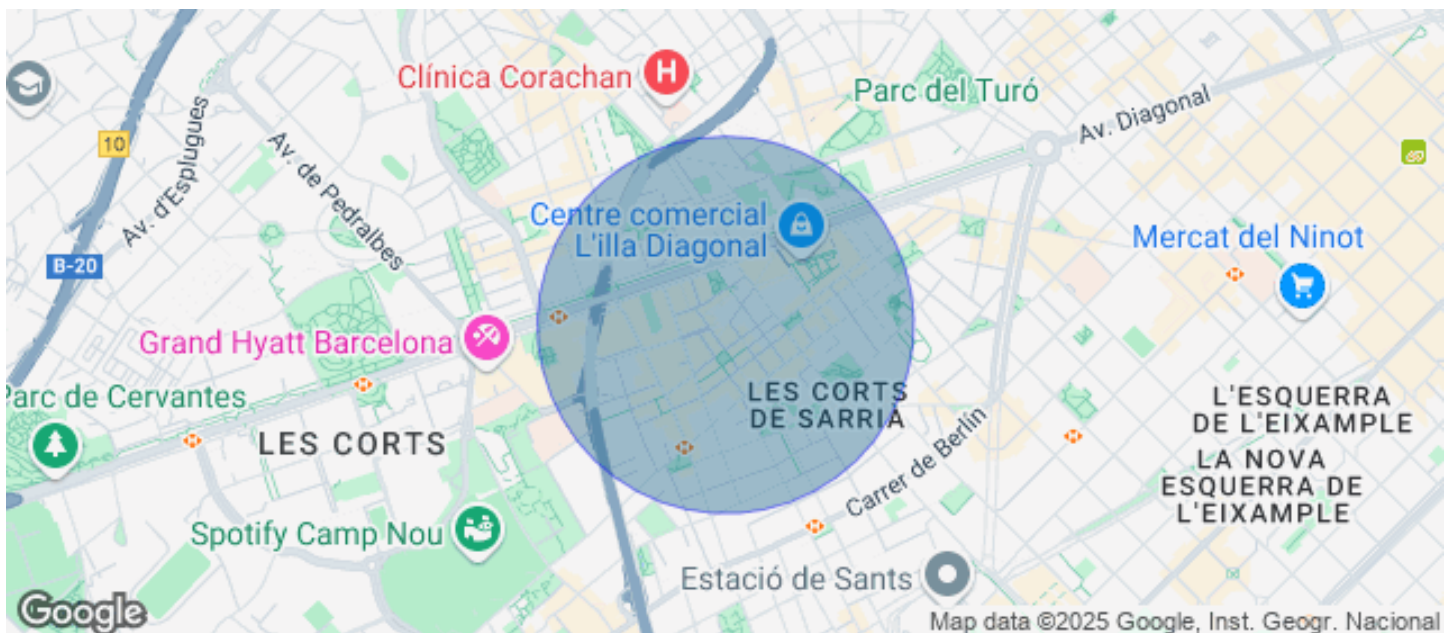 Clínica Corachan
H
Parc del Turó
Av. Diagonal
10
Av. d'Esplugues
Av. de Pedralbes
B-20
Centre comercial
L'illa Diagonal
Mercat del Ninot
Grand Hyatt Barcelona
Parc de Cervantes
LES CORTS
LES CORTS
DE SARRIÀ
L'ESQUERRA
DE L'EIXAMPLE
LA NOVA
ESQUERRA DE
L'EIXAMPLE
Carrer de Berlín
Spotify Camp Nou
Estació de Sants
Google
Map data ©2025 Google, Inst. Geogr. Nacional